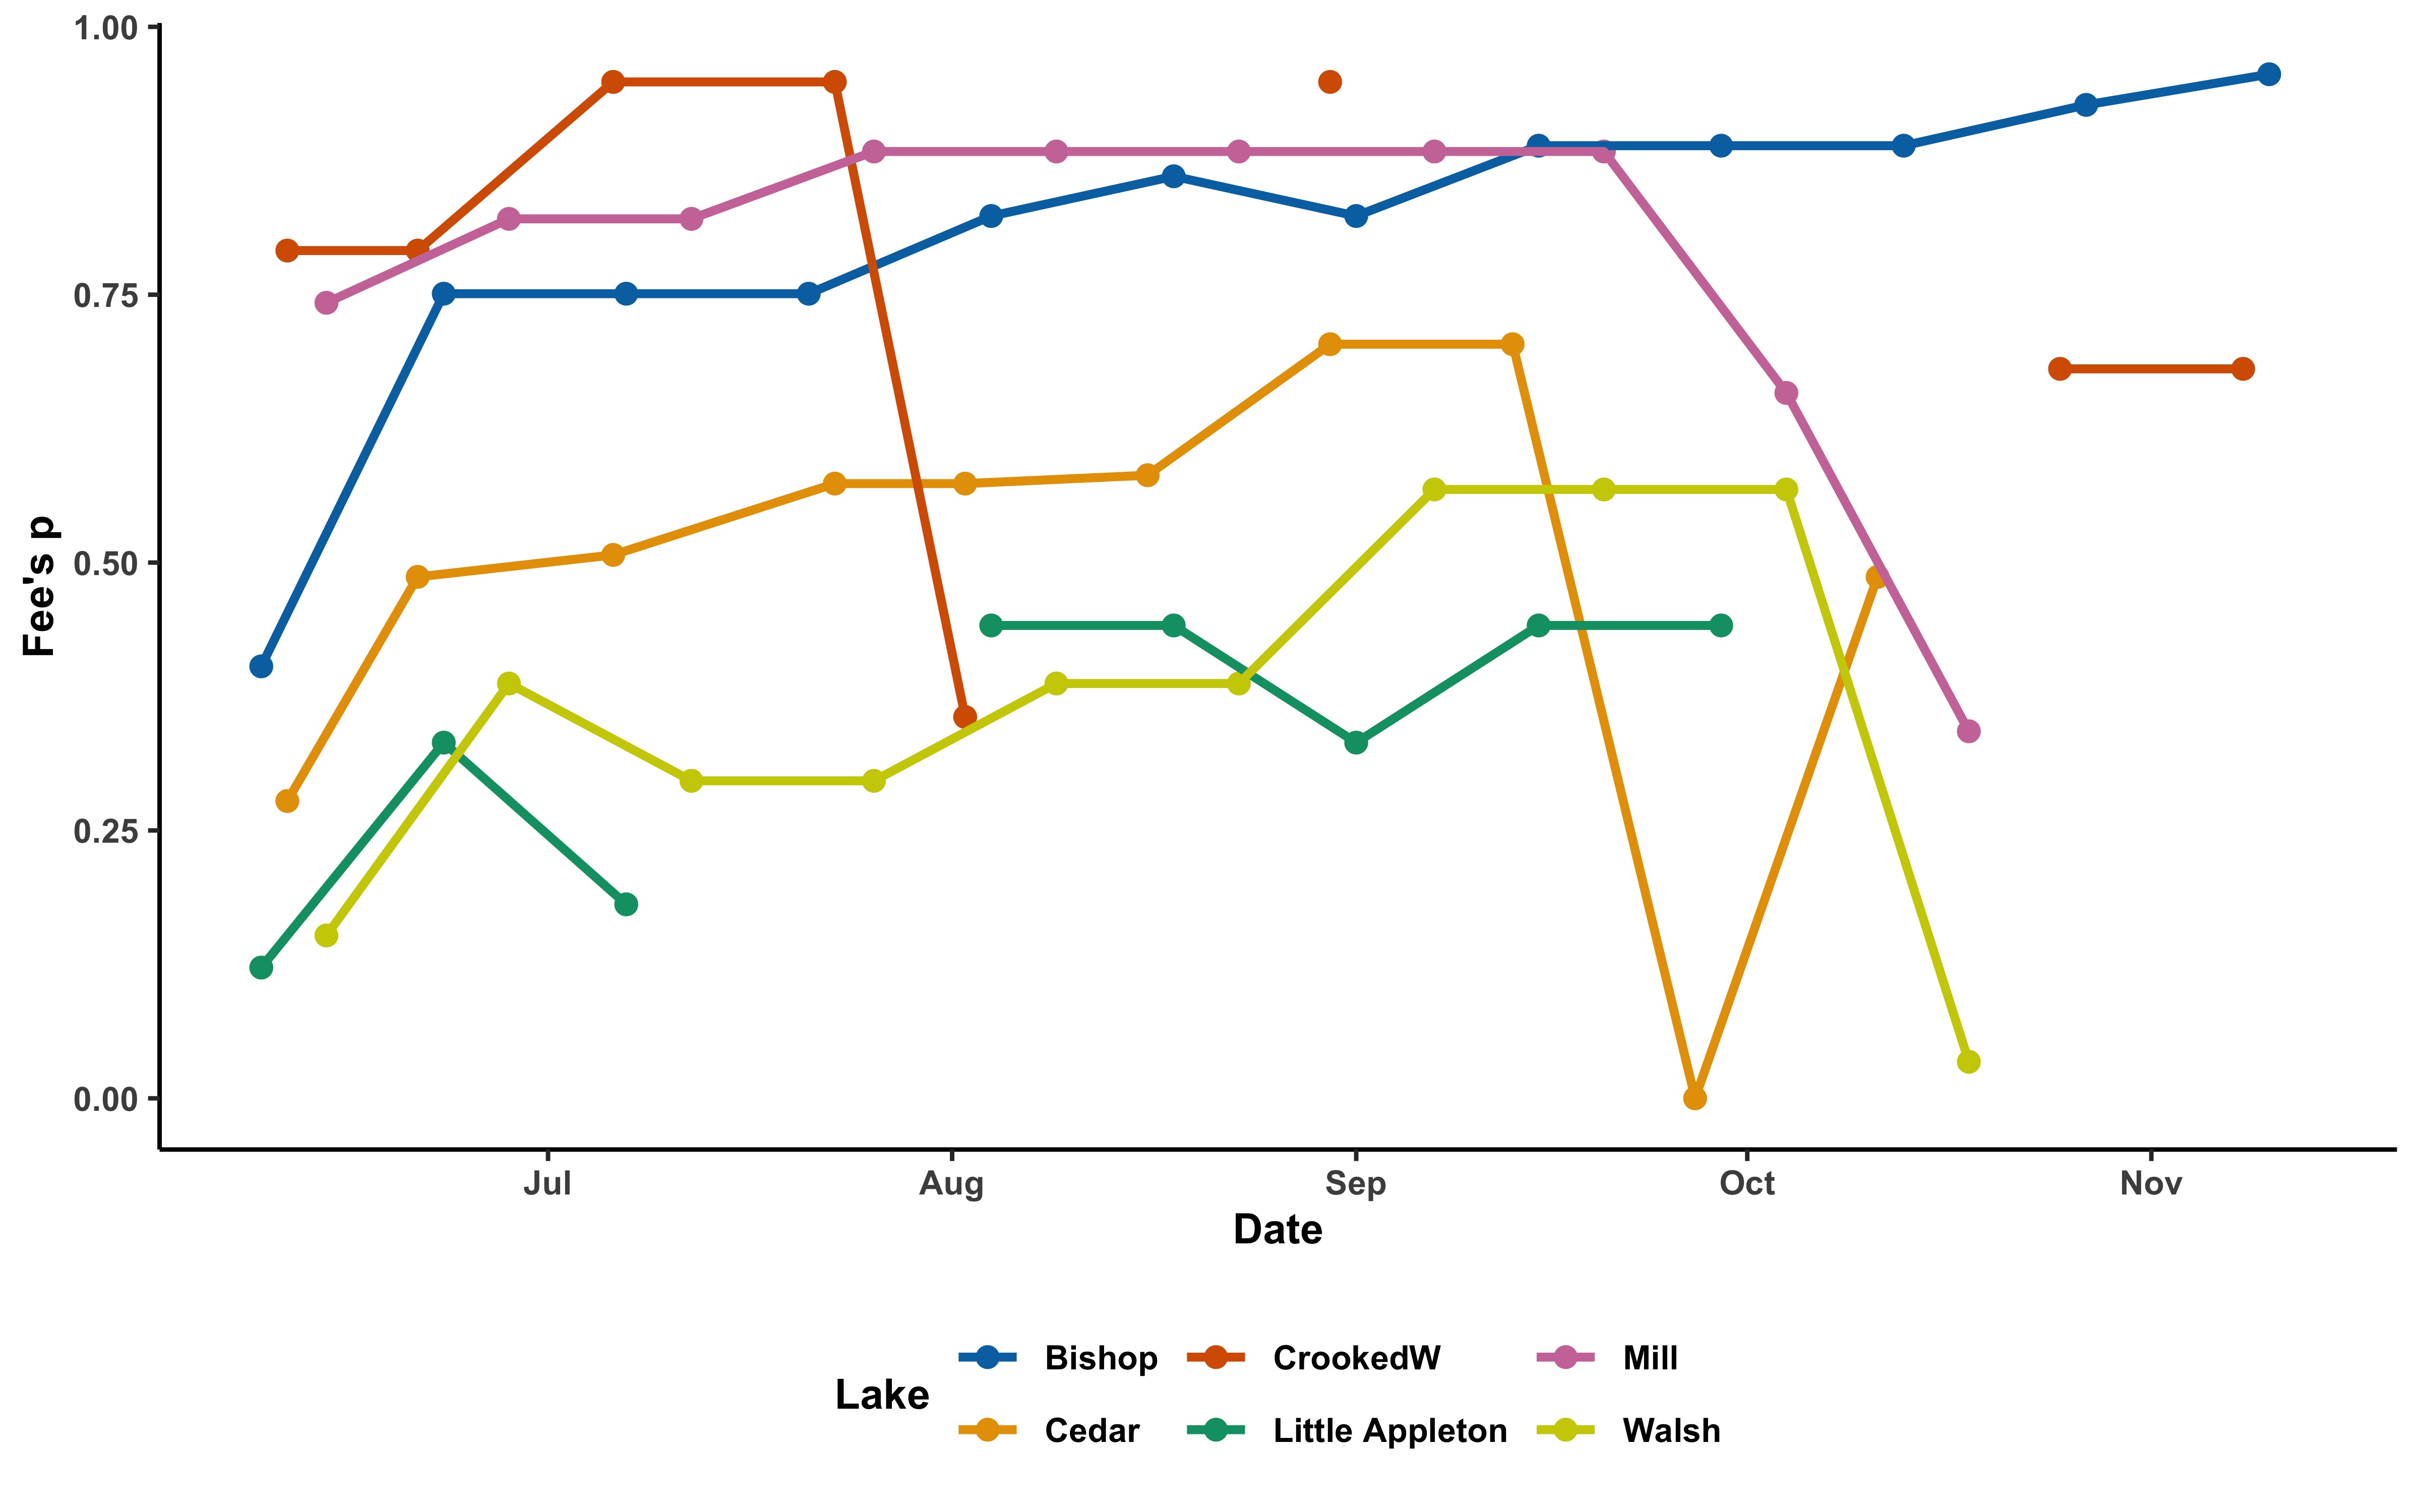 1.00
0.75
0.50
0.25
0.00
Fee's p
Jul Aug Sep Oct Nov
Date
Lake
Bishop CrookedW Mill
Cedar Little Appleton Walsh